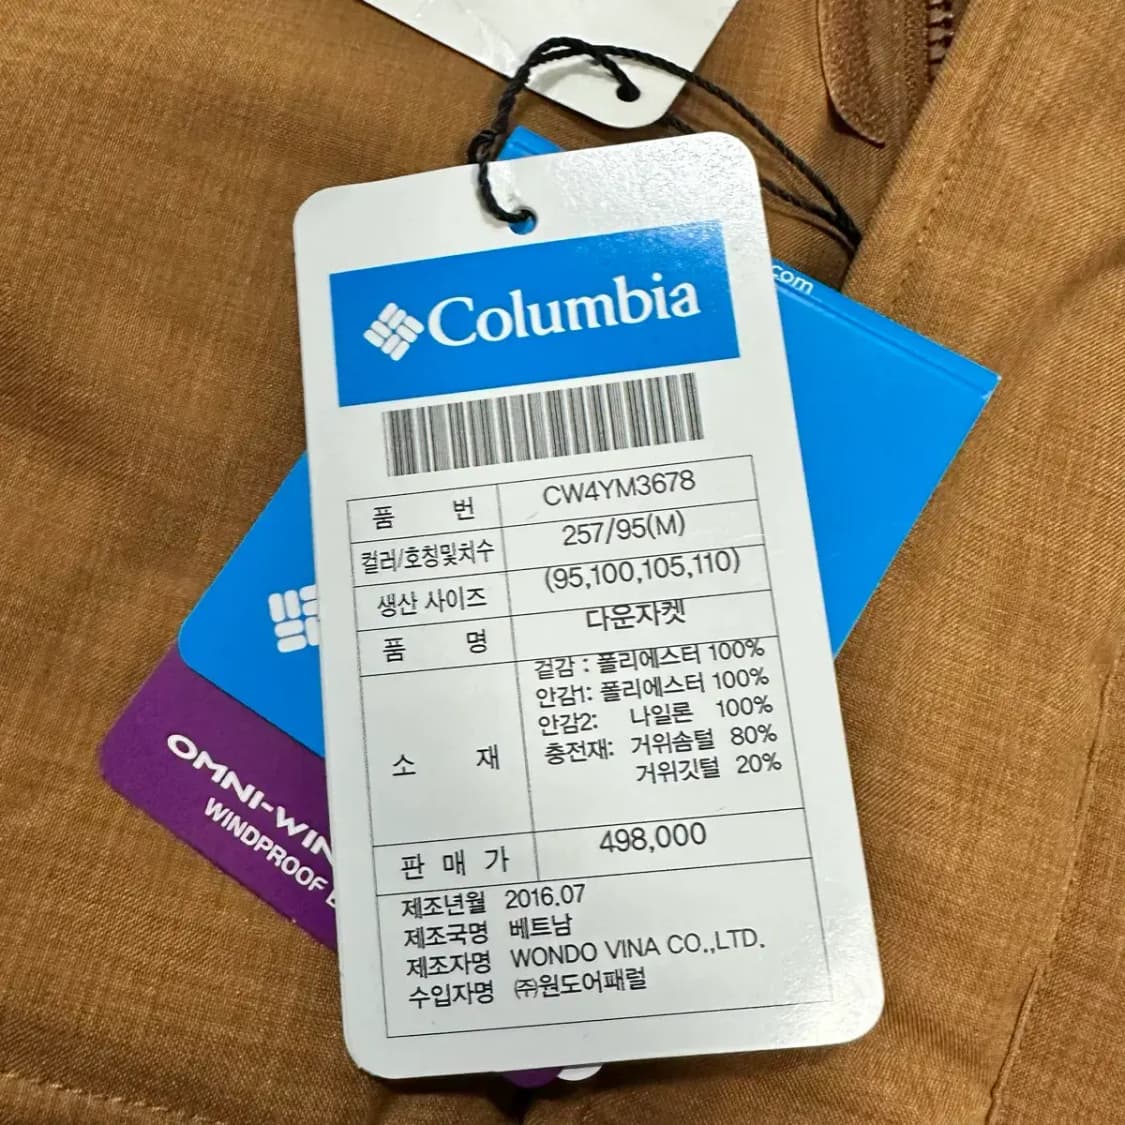 .com
Columbia
품 번 CW4YM3678
컬러/호칭및치수 257/95(M)
생산 사이즈 (95,100,105,110)
품 명 다운자켓
소 재 겉감 : 폴리에스터 100%
안감1: 폴리에스터 100%
안감2: 나일론 100%
충전재: 거위솜털 80%
거위깃털 20%
판 매 가 498,000
제조년월 2016.07
제조국명 베트남
제조자명 WONDO VINA CO.,LTD.
수입자명 ㈜원도어패럴
OMNI-WIN
WINDPROOF